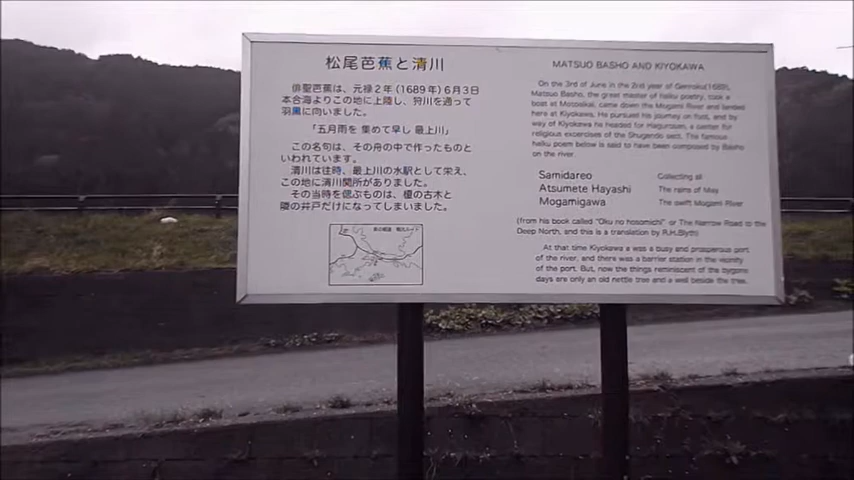 松尾芭蕉と清川
俳聖芭蕉は、元禄2年（1689年）6月3日
本合海より舟でこの地に上陸し、狩川を通って
羽黒に向いました。
「五月雨を 集めて早し 最上川」
この名句は、その舟の中で作ったもの
といわれています。
清川は往時、最上川の水駅として栄え、
この地に関所がありました。
その当時を偲ぶものは、榎の古木と
隣の井戸だけになってしまいました。
MATSUO BASHO AND KIYOKAWA
On the 3rd of June in the 2nd year of Genroku (1689),
Matsuo Basho, the great master of haiku poetry, took a
boat at Motoaikai, came down the Mogami River and landed
here at Kiyokawa. He pursued his journey on foot and by
way of Kiyokawa he headed for Hagurosan, a center for
religious exercises of the Shugendo sect. The famous
haiku poem below is said to have been composed by Basho
on the river.
Samidareo
Atsumete Hayashi
Mogamigawa
Collecting all
The rains of May
The swift Mogami River.
(from his book called "Oku no Hosomichi" or The Narrow Road to the
Deep North, and this is the English translation by R.H.Blyth)
At that time Kiyokawa was a busy and prosperous port
of the river, and there was a barrier station in the vicinity
of the port. But now the things reminiscent of the bygone
days are only an old nettle tree and a well beside the tree.